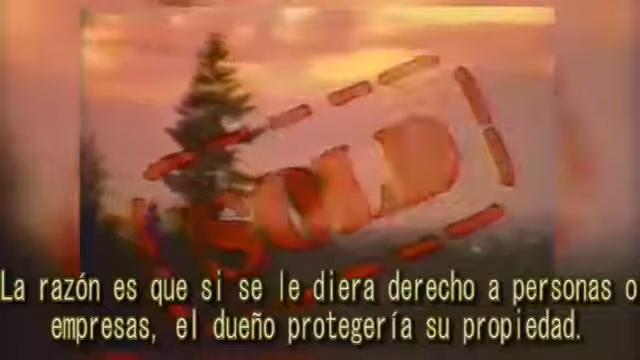 SOLD
La razón es que si se le diera derecho a personas o
empresas, el dueño protegería su propiedad.